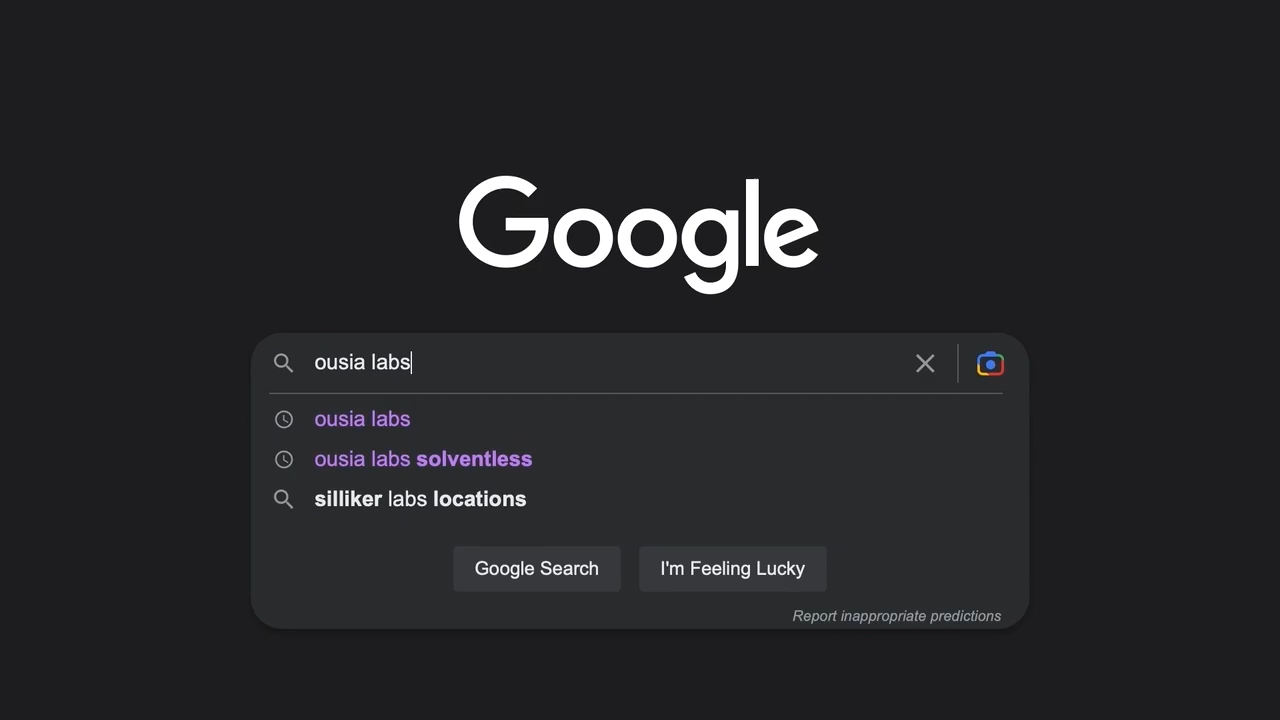 Google
ousia labs
ousia labs
ousia labs solventless
silliker labs locations
Google Search
I'm Feeling Lucky
Report inappropriate predictions